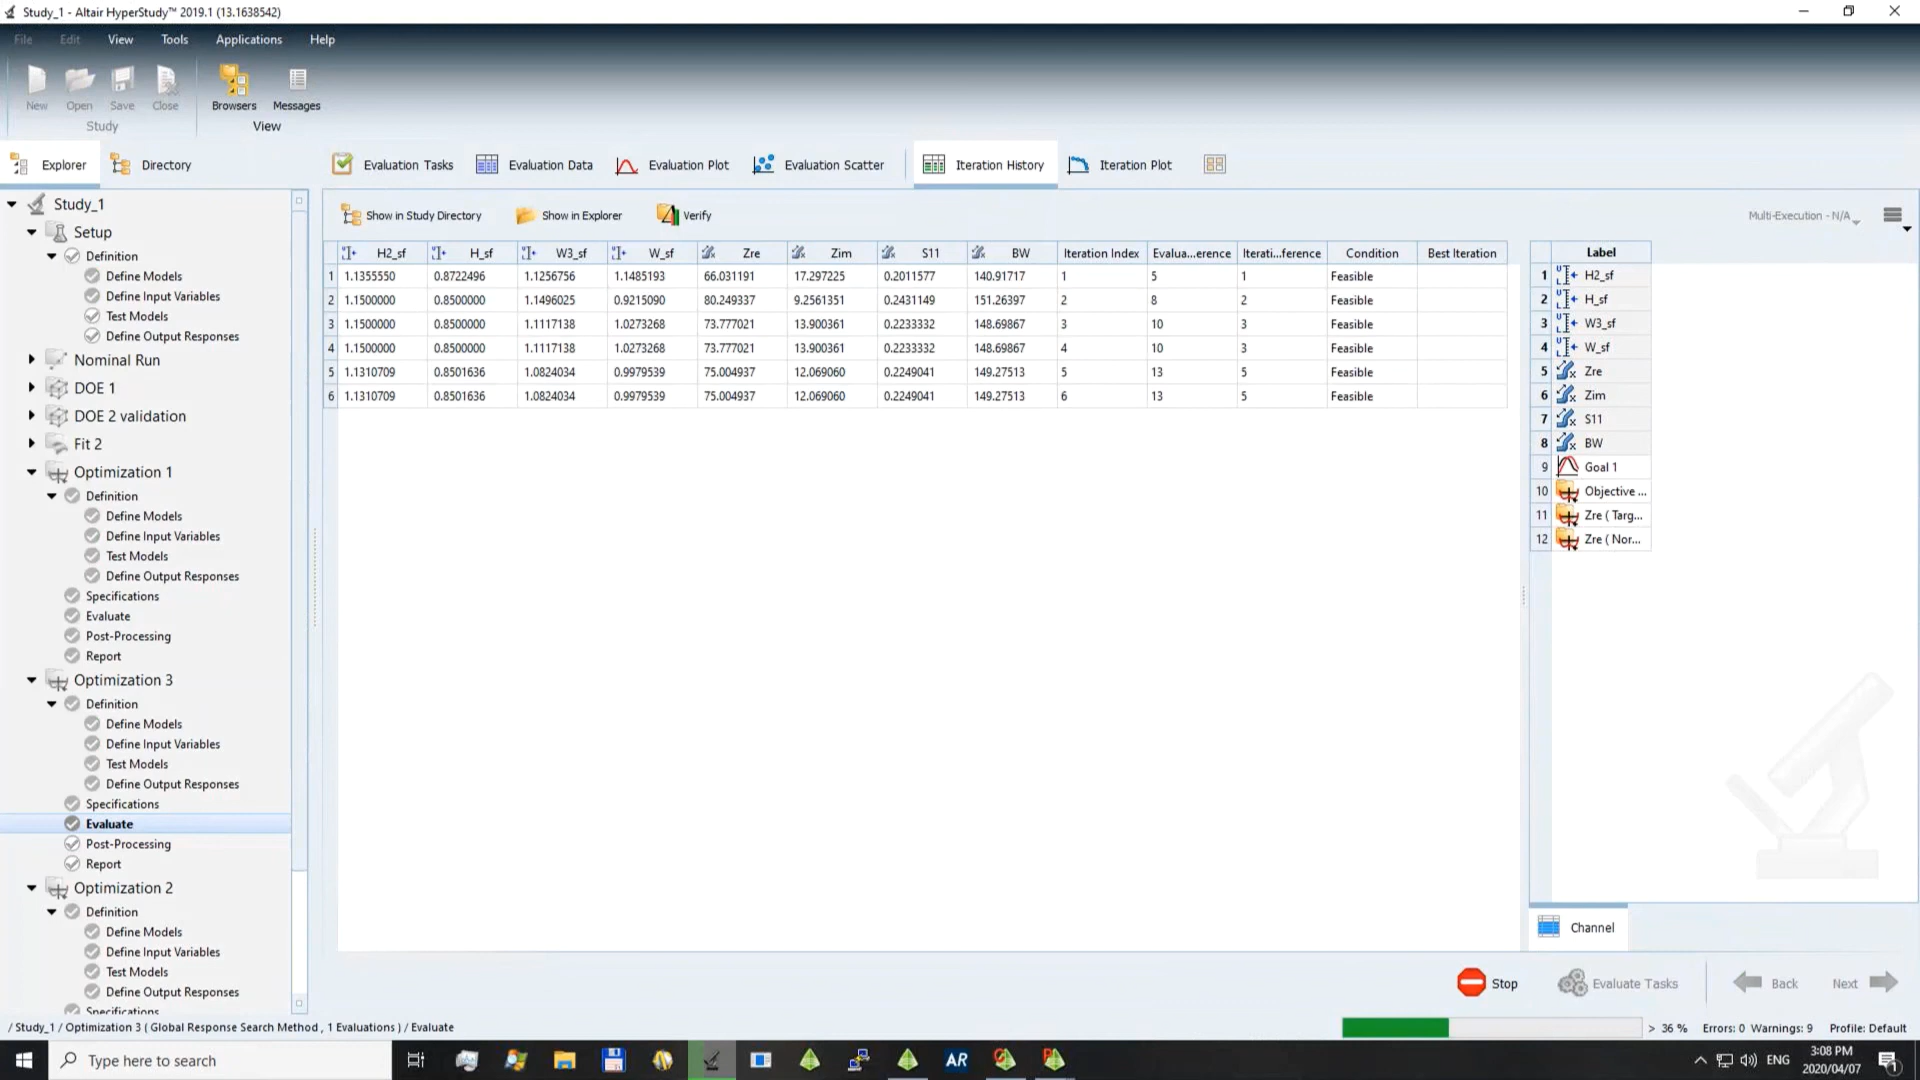 Study_1 - Altair HyperStudy™ 2019.1 (13.1638542)
File Edit View Tools Applications Help
New Open Save Close Browsers Messages
Study View
Explorer Directory Evaluation Tasks Evaluation Data Evaluation Plot Evaluation Scatter Iteration History Iteration Plot
Show in Study Directory Show in Explorer Verify Multi-Execution - N/A
Study_1
Setup
Definition
Define Models
Define Input Variables
Test Models
Define Output Responses
Nominal Run
DOE 1
DOE 2 validation
Fit 2
Optimization 1
Definition
Define Models
Define Input Variables
Test Models
Define Output Responses
Specifications
Evaluate
Post-Processing
Report
Optimization 3
Definition
Define Models
Define Input Variables
Test Models
Define Output Responses
Specifications
Evaluate
Post-Processing
Report
Optimization 2
Definition
Define Models
Define Input Variables
Test Models
Define Output Responses
Specifications
H2_sf H_sf W3_sf W_sf Zre Zim S11 BW Iteration Index Evalua...erence Iterati...ference Condition Best Iteration
1 1.1355550 0.8722496 1.1256756 1.1485193 66.031191 17.297225 0.2011577 140.91717 1 5 1 Feasible
2 1.1500000 0.8500000 1.1496025 0.9215090 80.249337 9.2561351 0.2431149 151.26397 2 8 2 Feasible
3 1.1500000 0.8500000 1.1117138 1.0273268 73.777021 13.900361 0.2233332 148.69867 3 10 3 Feasible
4 1.1500000 0.8500000 1.1117138 1.0273268 73.777021 13.900361 0.2233332 148.69867 4 10 3 Feasible
5 1.1310709 0.8501636 1.0824034 0.9979539 75.004937 12.069060 0.2249041 149.27513 5 13 5 Feasible
6 1.1310709 0.8501636 1.0824034 0.9979539 75.004937 12.069060 0.2249041 149.27513 6 13 5 Feasible
Label
1 H2_sf
2 H_sf
3 W3_sf
4 W_sf
5 Zre
6 Zim
7 S11
8 BW
9 Goal 1
10 Objective ...
11 Zre ( Targ...
12 Zre ( Nor...
Channel
Stop Evaluate Tasks Back Next
/ Study_1 / Optimization 3 ( Global Response Search Method , 1 Evaluations ) / Evaluate > 36 % Errors: 0 Warnings: 9 Profile: Default
Type here to search AR ENG 3:08 PM
2020/04/07 1